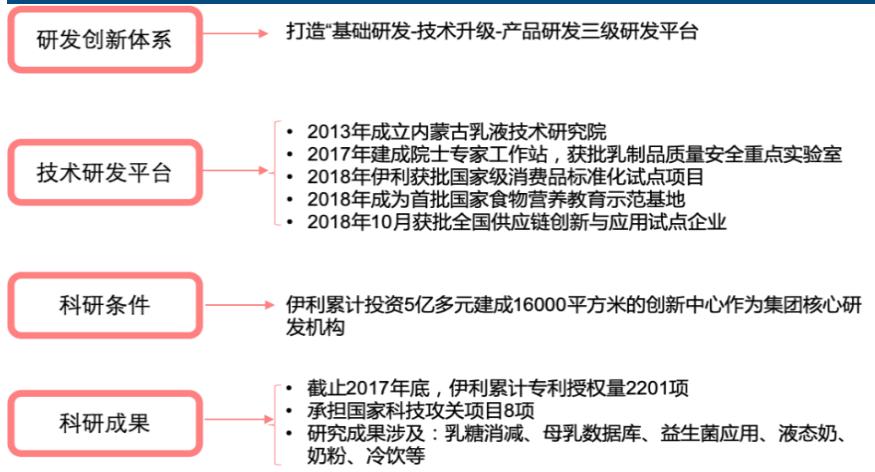 研发创新体系
打造“基础研发-技术升级-产品研发三级研发平台
技术研发平台
• 2013年成立内蒙古乳液技术研究院
• 2017年建成院士专家工作站，获批乳制品质量安全重点实验室
• 2018年伊利获批国家级消费品标准化试点项目
• 2018年成为首批国家食物营养教育示范基地
• 2018年10月获批全国供应链创新与应用试点企业
科研条件
伊利累计投资5亿多元建成16000平方米的创新中心作为集团核心研
发机构
科研成果
• 截止2017年底，伊利累计专利授权量2201项
• 承担国家科技攻关项目8项
• 研究成果涉及：乳糖消减、母乳数据库、益生菌应用、液态奶、
奶粉、冷饮等